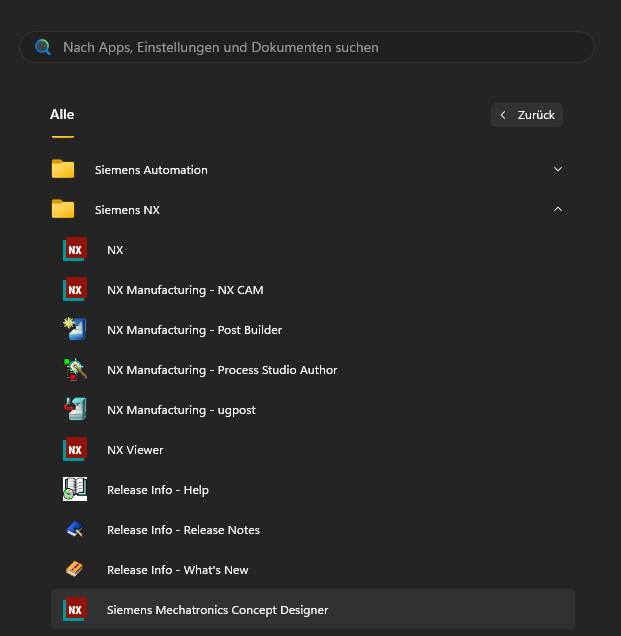 Nach Apps, Einstellungen und Dokumenten suchen
Alle
Zurück
Siemens Automation
Siemens NX
NX NX
NX NX Manufacturing - NX CAM
NX Manufacturing - Post Builder
NX Manufacturing - Process Studio Author
NX Manufacturing - ugpost
NX NX Viewer
Release Info - Help
Release Info - Release Notes
Release Info - What's New
NX Siemens Mechatronics Concept Designer